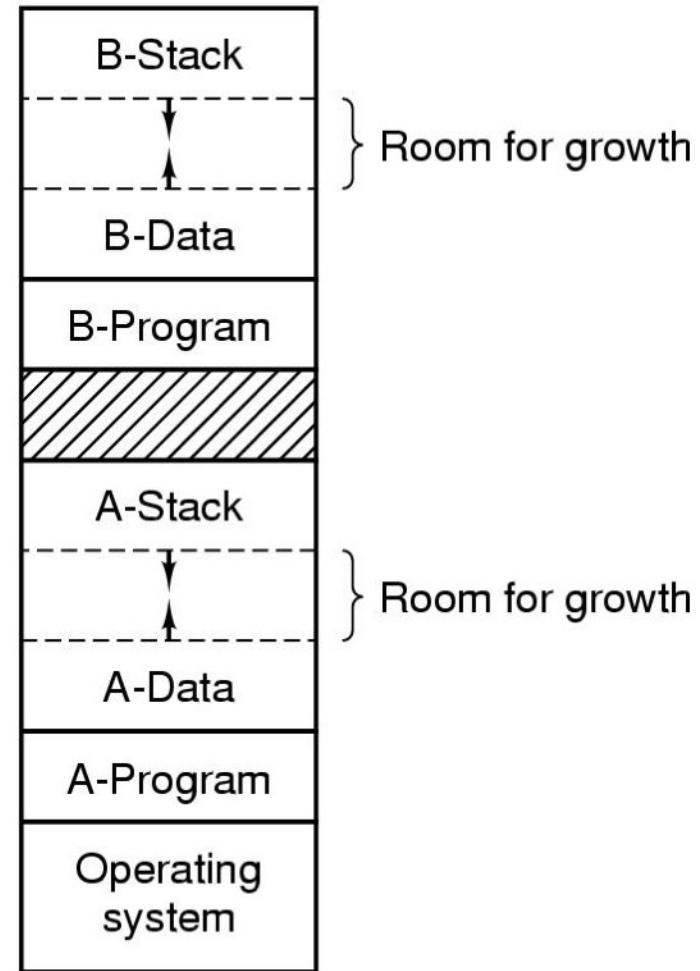 B-Stack
Room for growth
B-Data
B-Program
A-Stack
Room for growth
A-Data
A-Program
Operating
system